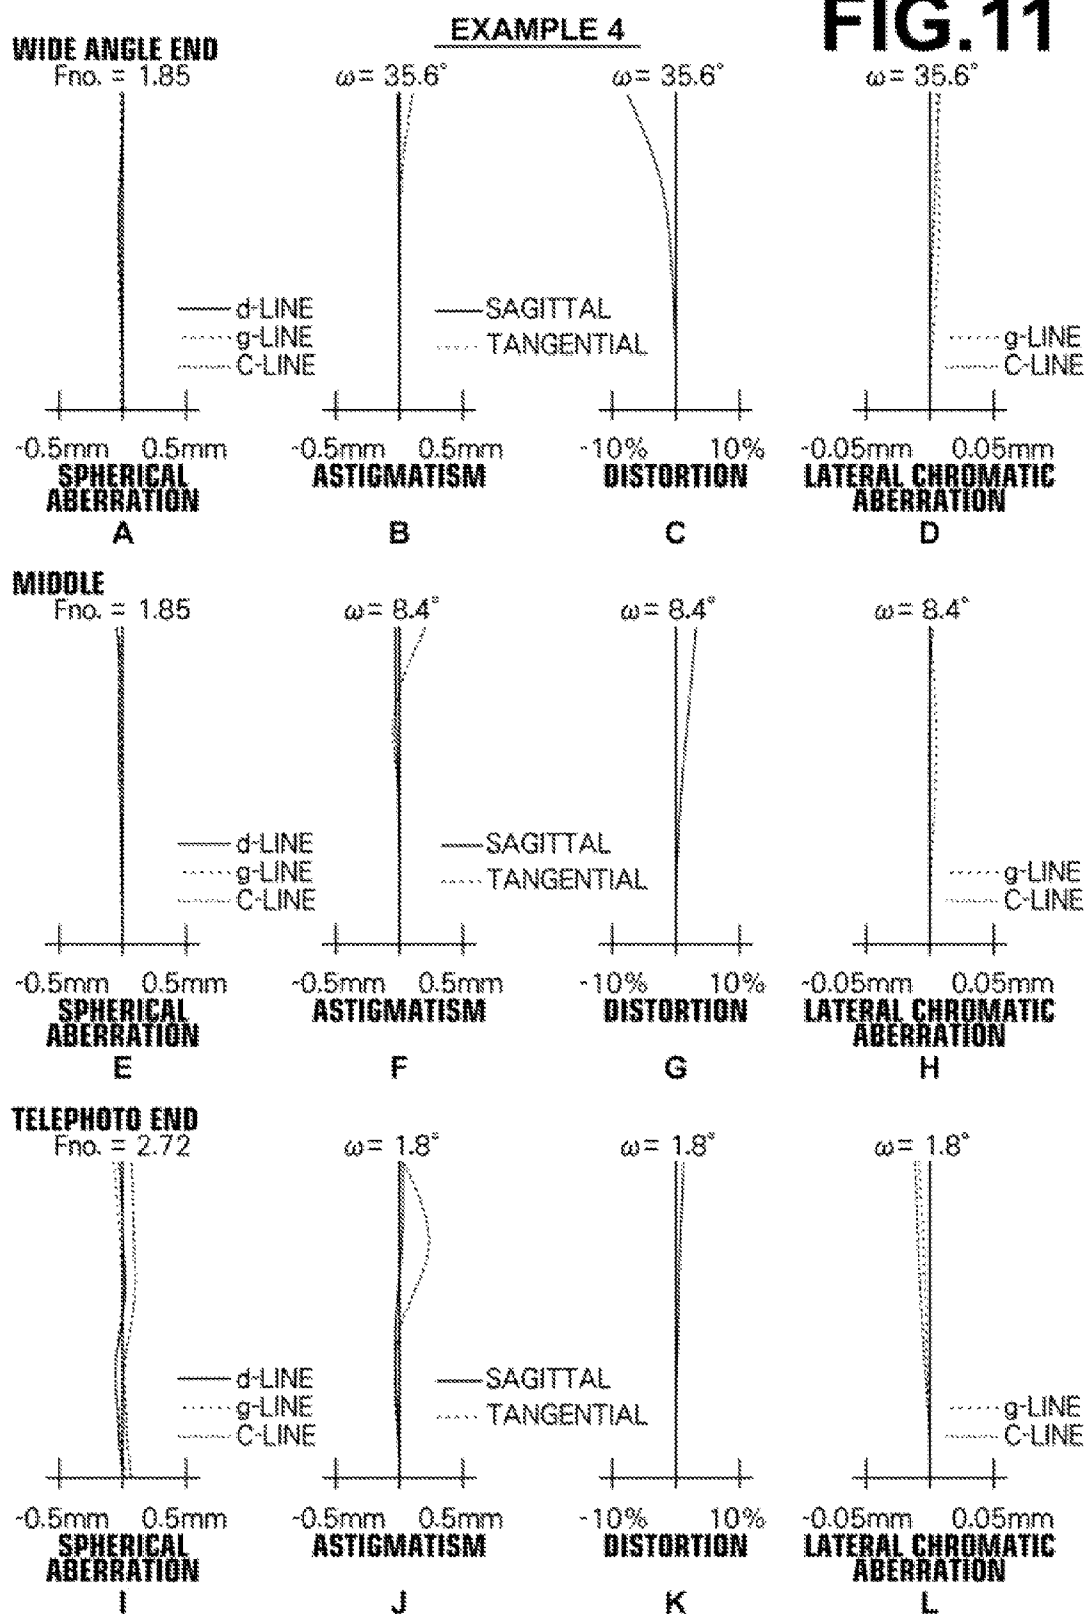 EXAMPLE 4
FIG.11
WIDE ANGLE END
Fno. = 1.85
ω= 35.6°
ω= 35.6°
ω= 35.6°
d-LINE
g-LINE
C-LINE
SAGITTAL
TANGENTIAL
g-LINE
C-LINE
-0.5mm 0.5mm
-0.5mm 0.5mm
-10% 10%
-0.05mm 0.05mm
SPHERICAL
ABERRATION
ASTIGMATISM
DISTORTION
LATERAL CHROMATIC
ABERRATION
A
B
C
D
MIDDLE
Fno. = 1.85
ω= 8.4°
ω= 8.4°
ω= 8.4°
d-LINE
g-LINE
C-LINE
SAGITTAL
TANGENTIAL
g-LINE
C-LINE
-0.5mm 0.5mm
-0.5mm 0.5mm
-10% 10%
-0.05mm 0.05mm
SPHERICAL
ABERRATION
ASTIGMATISM
DISTORTION
LATERAL CHROMATIC
ABERRATION
E
F
G
H
TELEPHOTO END
Fno. = 2.72
ω= 1.8°
ω= 1.8°
ω= 1.8°
d-LINE
g-LINE
C-LINE
SAGITTAL
TANGENTIAL
g-LINE
C-LINE
-0.5mm 0.5mm
-0.5mm 0.5mm
-10% 10%
-0.05mm 0.05mm
SPHERICAL
ABERRATION
ASTIGMATISM
DISTORTION
LATERAL CHROMATIC
ABERRATION
I
J
K
L